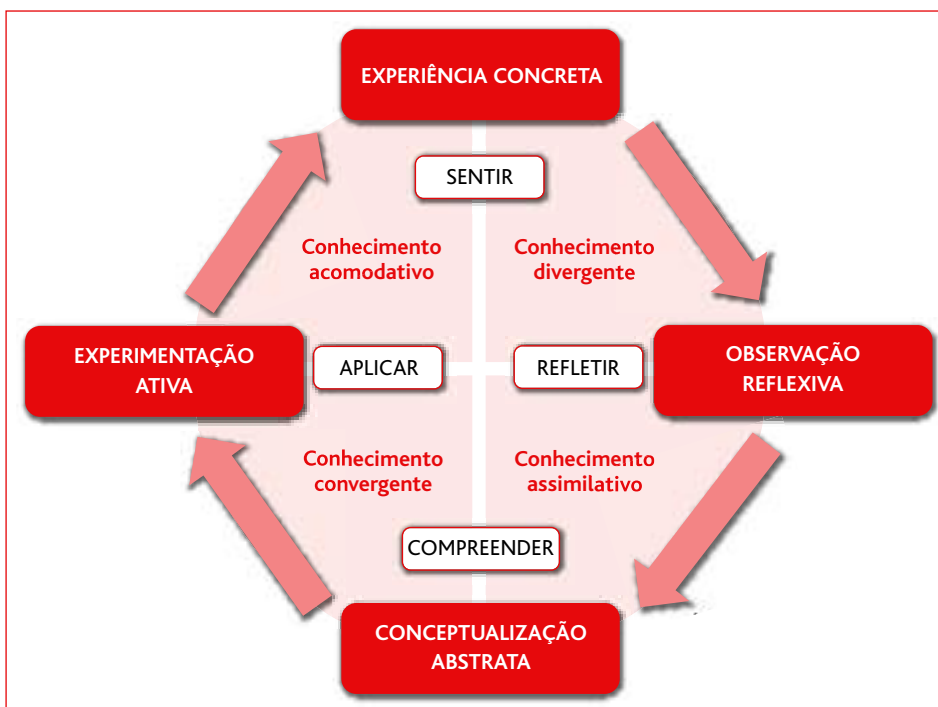 EXPERIÊNCIA CONCRETA
SENTIR
Conhecimento
acomodativo
Conhecimento
divergente
EXPERIMENTAÇÃO
ATIVA
APLICAR
REFLETIR
OBSERVAÇÃO
REFLEXIVA
Conhecimento
convergente
Conhecimento
assimilativo
COMPREENDER
CONCEPTUALIZAÇÃO
ABSTRATA